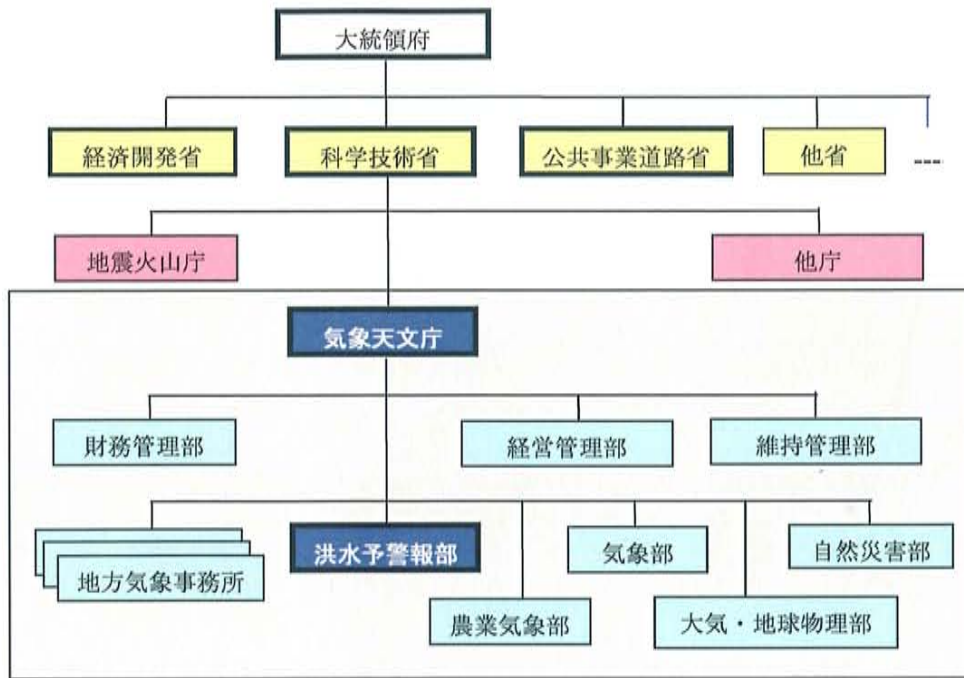 大統領府
経済開発省
科学技術省
公共事業道路省
他省
---
地震火山庁
他庁
気象天文庁
財務管理部
経営管理部
維持管理部
地方気象事務所
洪水予警報部
気象部
自然災害部
農業気象部
大気・地球物理部